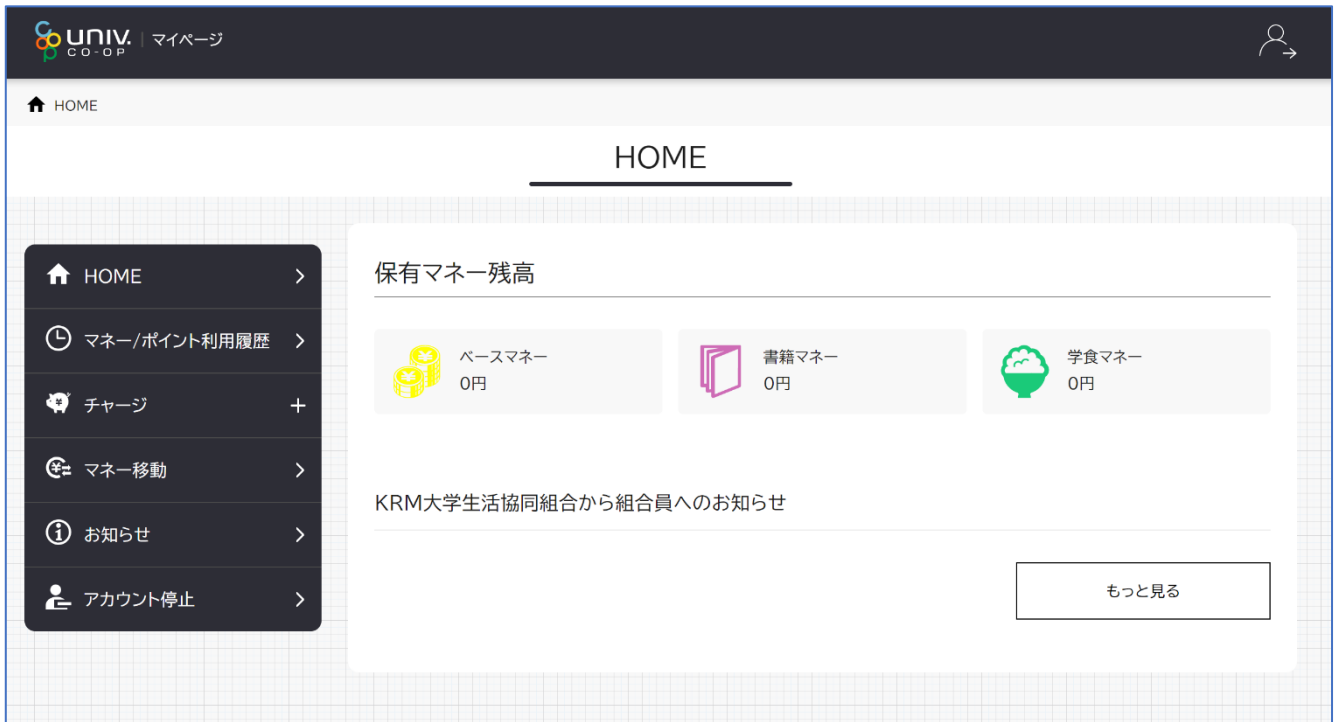 UNIV. CO-OP | マイページ
HOME
HOME
HOME
マネー/ポイント利用履歴
チャージ
マネー移動
お知らせ
アカウント停止
保有マネー残高
ベースマネー
0円
書籍マネー
0円
学食マネー
0円
KRM大学生活協同組合から組合員へのお知らせ
もっと見る